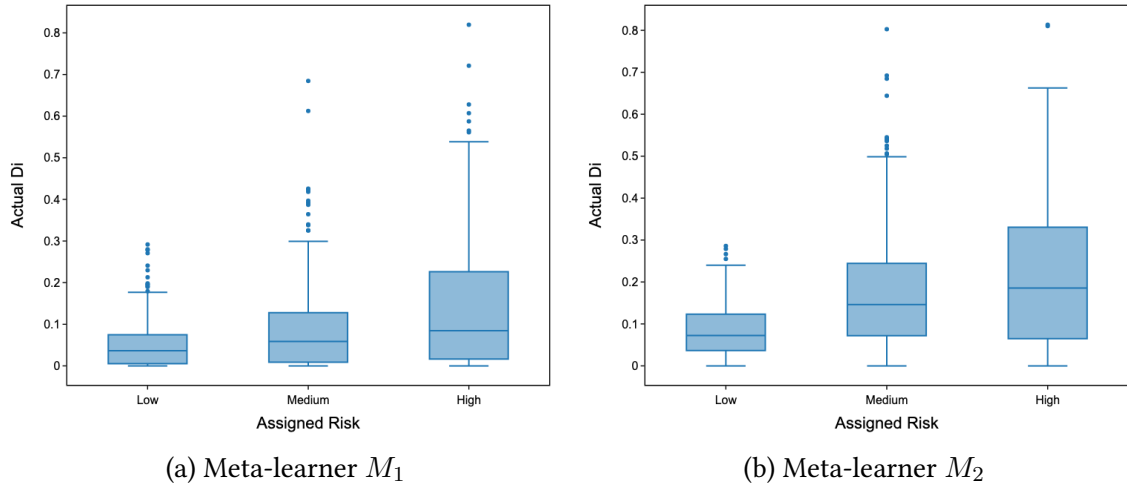 0.8
0.7
0.6
0.5
0.4
0.3
0.2
0.1
0
Actual Di
Low Medium High
Assigned Risk
(a) Meta-learner M₁
0.8
0.7
0.6
0.5
0.4
0.3
0.2
0.1
0
Actual Di
Low Medium High
Assigned Risk
(b) Meta-learner M₂